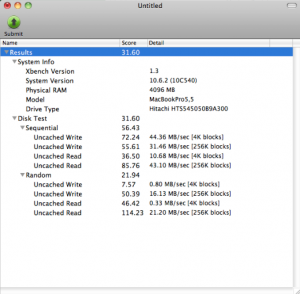 Untitled
Submit
Name Score Detail
Results 31.60
System Info
Xbench Version 1.3
System Version 10.6.2 (10C540)
Physical RAM 4096 MB
Model MacBookPro5,5
Drive Type Hitachi HTS545050B9A300
Disk Test 31.60
Sequential 56.43
Uncached Write 72.24 44.36 MB/sec [4K blocks]
Uncached Write 55.61 31.46 MB/sec [256K blocks]
Uncached Read 36.50 10.68 MB/sec [4K blocks]
Uncached Read 85.76 43.10 MB/sec [256K blocks]
Random 21.94
Uncached Write 7.57 0.80 MB/sec [4K blocks]
Uncached Write 50.39 16.13 MB/sec [256K blocks]
Uncached Read 46.42 0.33 MB/sec [4K blocks]
Uncached Read 114.23 21.20 MB/sec [256K blocks]